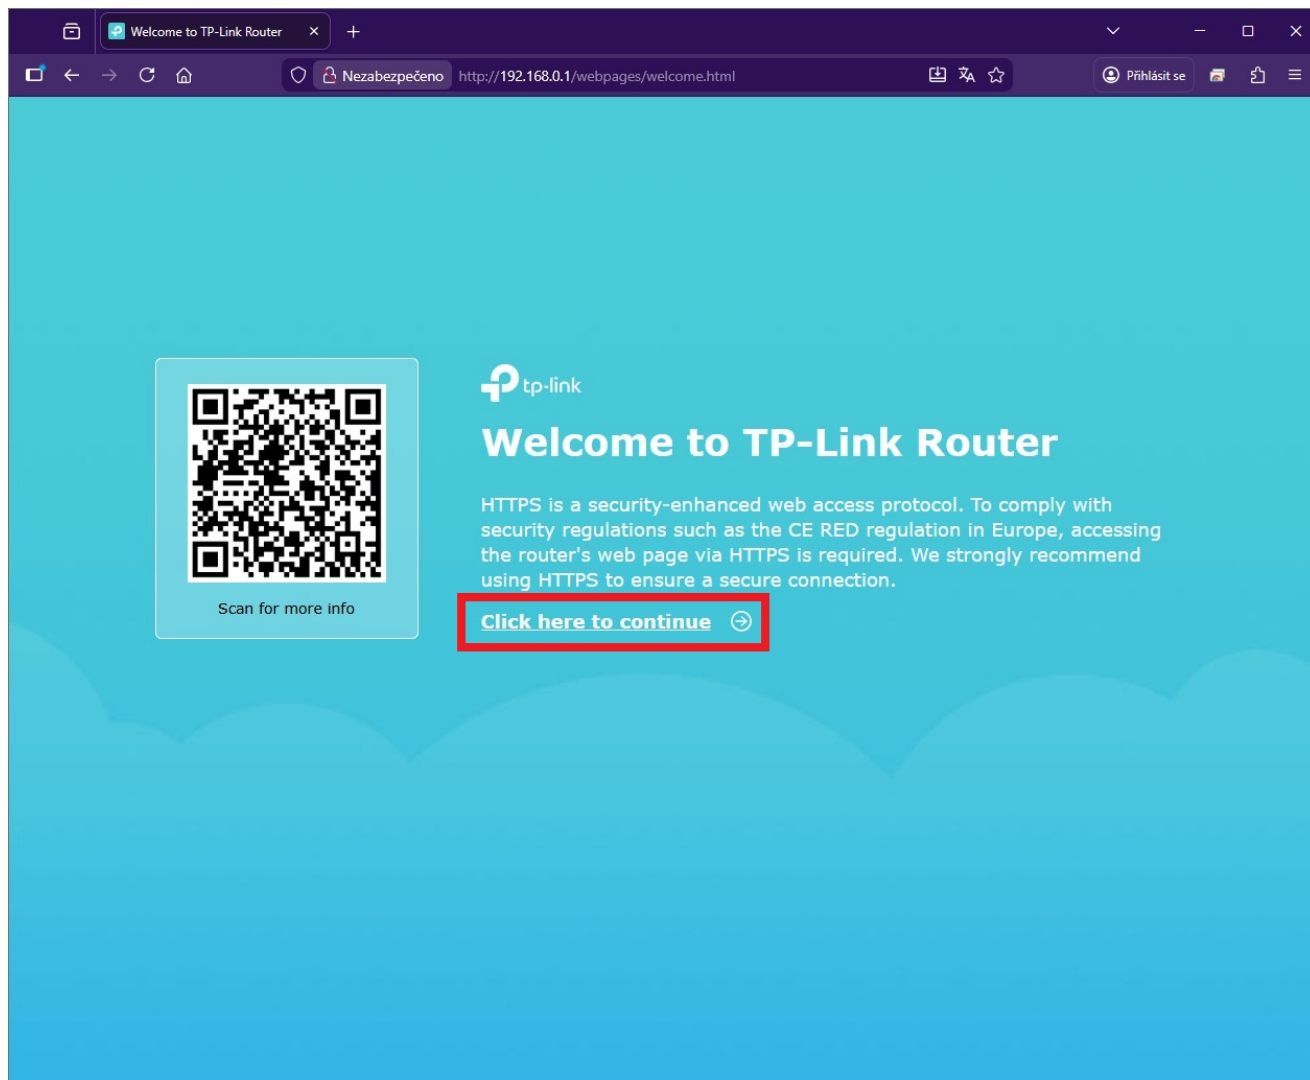 Welcome to TP-Link Router
Nezabezpečeno http://192.168.0.1/webpages/welcome.html
Přihlásit se
Scan for more info
tp-link
Welcome to TP-Link Router
HTTPS is a security-enhanced web access protocol. To comply with
security regulations such as the CE RED regulation in Europe, accessing
the router's web page via HTTPS is required. We strongly recommend
using HTTPS to ensure a secure connection.
Click here to continue